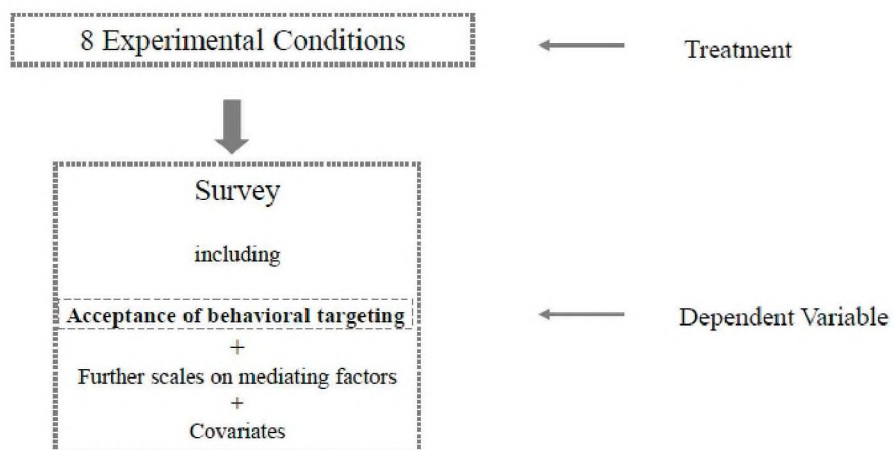 8 Experimental Conditions
Treatment
Survey
including
Acceptance of behavioral targeting
Dependent Variable
+
Further scales on mediating factors
+
Covariates